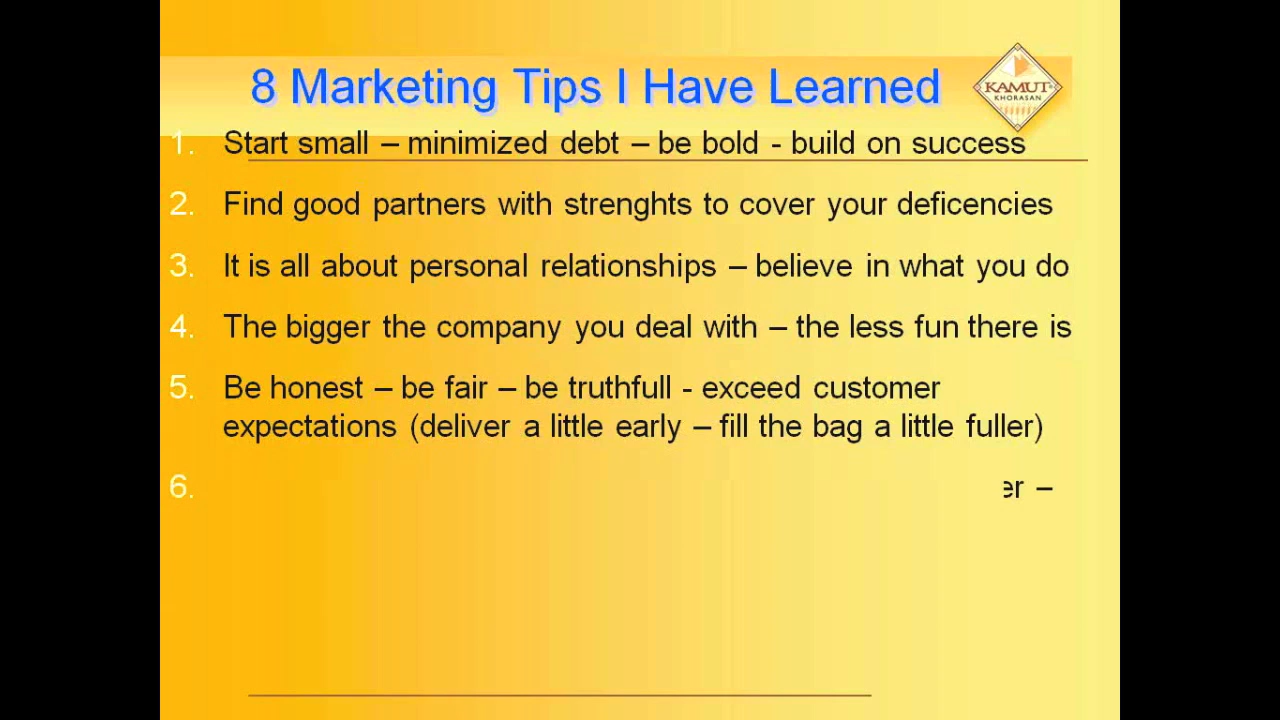 8 Marketing Tips I Have Learned
KAMUT
KHORASAN
1. Start small – minimized debt – be bold - build on success
2. Find good partners with strenghts to cover your deficencies
3. It is all about personal relationships – believe in what you do
4. The bigger the company you deal with – the less fun there is
5. Be honest – be fair – be truthfull - exceed customer
expectations (deliver a little early – fill the bag a little fuller)
6. er –